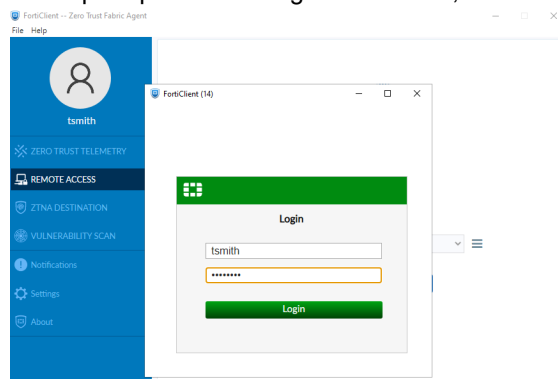 FortiClient -- Zero Trust Fabric Agent
File Help
tsmith
ZERO TRUST TELEMETRY
REMOTE ACCESS
ZTNA DESTINATION
VULNERABILITY SCAN
Notifications
Settings
About
FortiClient (14)
Login
tsmith
••••••••
Login